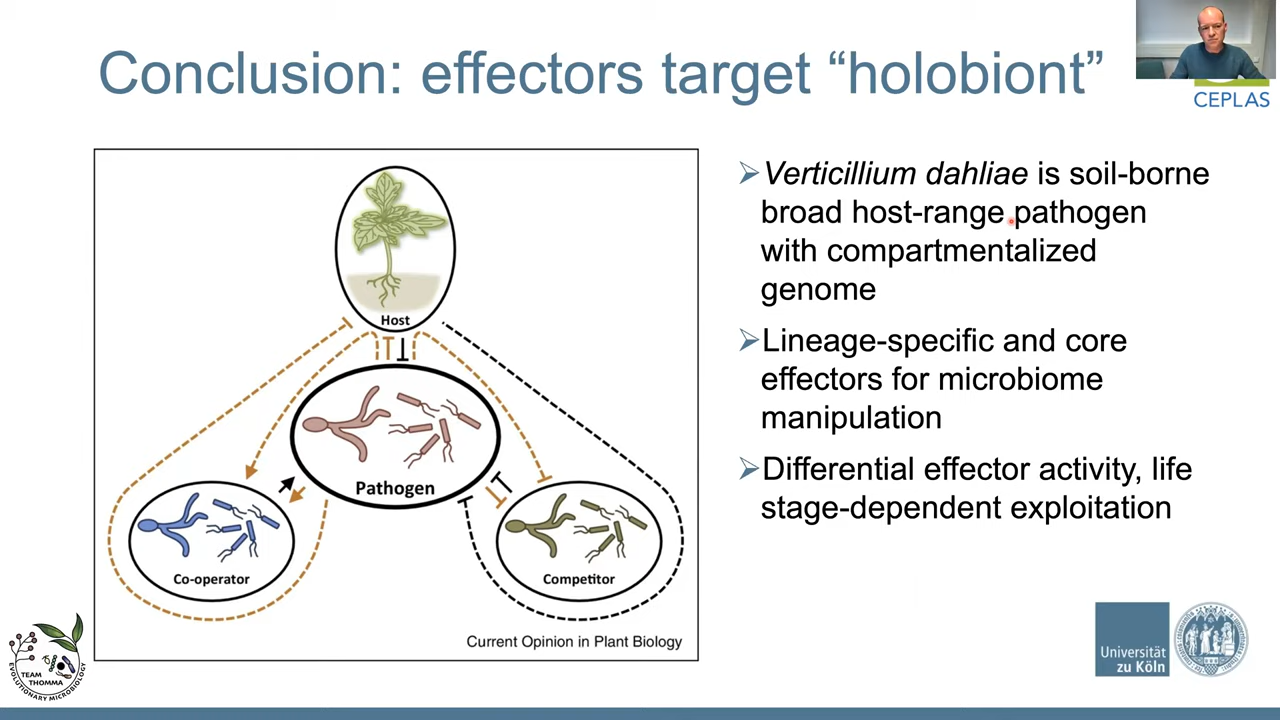 Conclusion: effectors target “holobiont”
CEPLAS
Host
Pathogen
Co-operator
Competitor
Current Opinion in Plant Biology
➢Verticillium dahliae is soil-borne
broad host-range pathogen
with compartmentalized
genome
➢Lineage-specific and core
effectors for microbiome
manipulation
➢Differential effector activity, life
stage-dependent exploitation
TEAM
THOMMA
EVOLUTIONARY MICROBIOLOGY
Universität
zu Köln